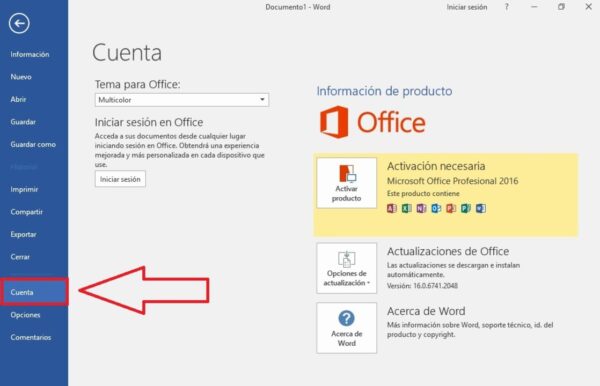 Documento1 - Word
Iniciar sesión
?
Información
Nuevo
Abrir
Guardar
Guardar como
Historial
Imprimir
Compartir
Exportar
Cerrar
Cuenta
Opciones
Comentarios
Cuenta
Tema para Office:
Multicolor
Iniciar sesión en Office
Acceda a sus documentos desde cualquier lugar
iniciando sesión en Office. Obtendrá una experiencia
mejorada y más personalizada en cada dispositivo que
use.
Iniciar sesión
Información de producto
Office
Activar
producto
Activación necesaria
Microsoft Office Profesional 2016
Este producto contiene
Opciones de
actualización
Actualizaciones de Office
Las actualizaciones se descargan e instalan
automáticamente.
Versión: 16.0.6741.2048
?
Acerca de
Word
Acerca de Word
Más información sobre Word, soporte técnico, id. del
producto y copyright.